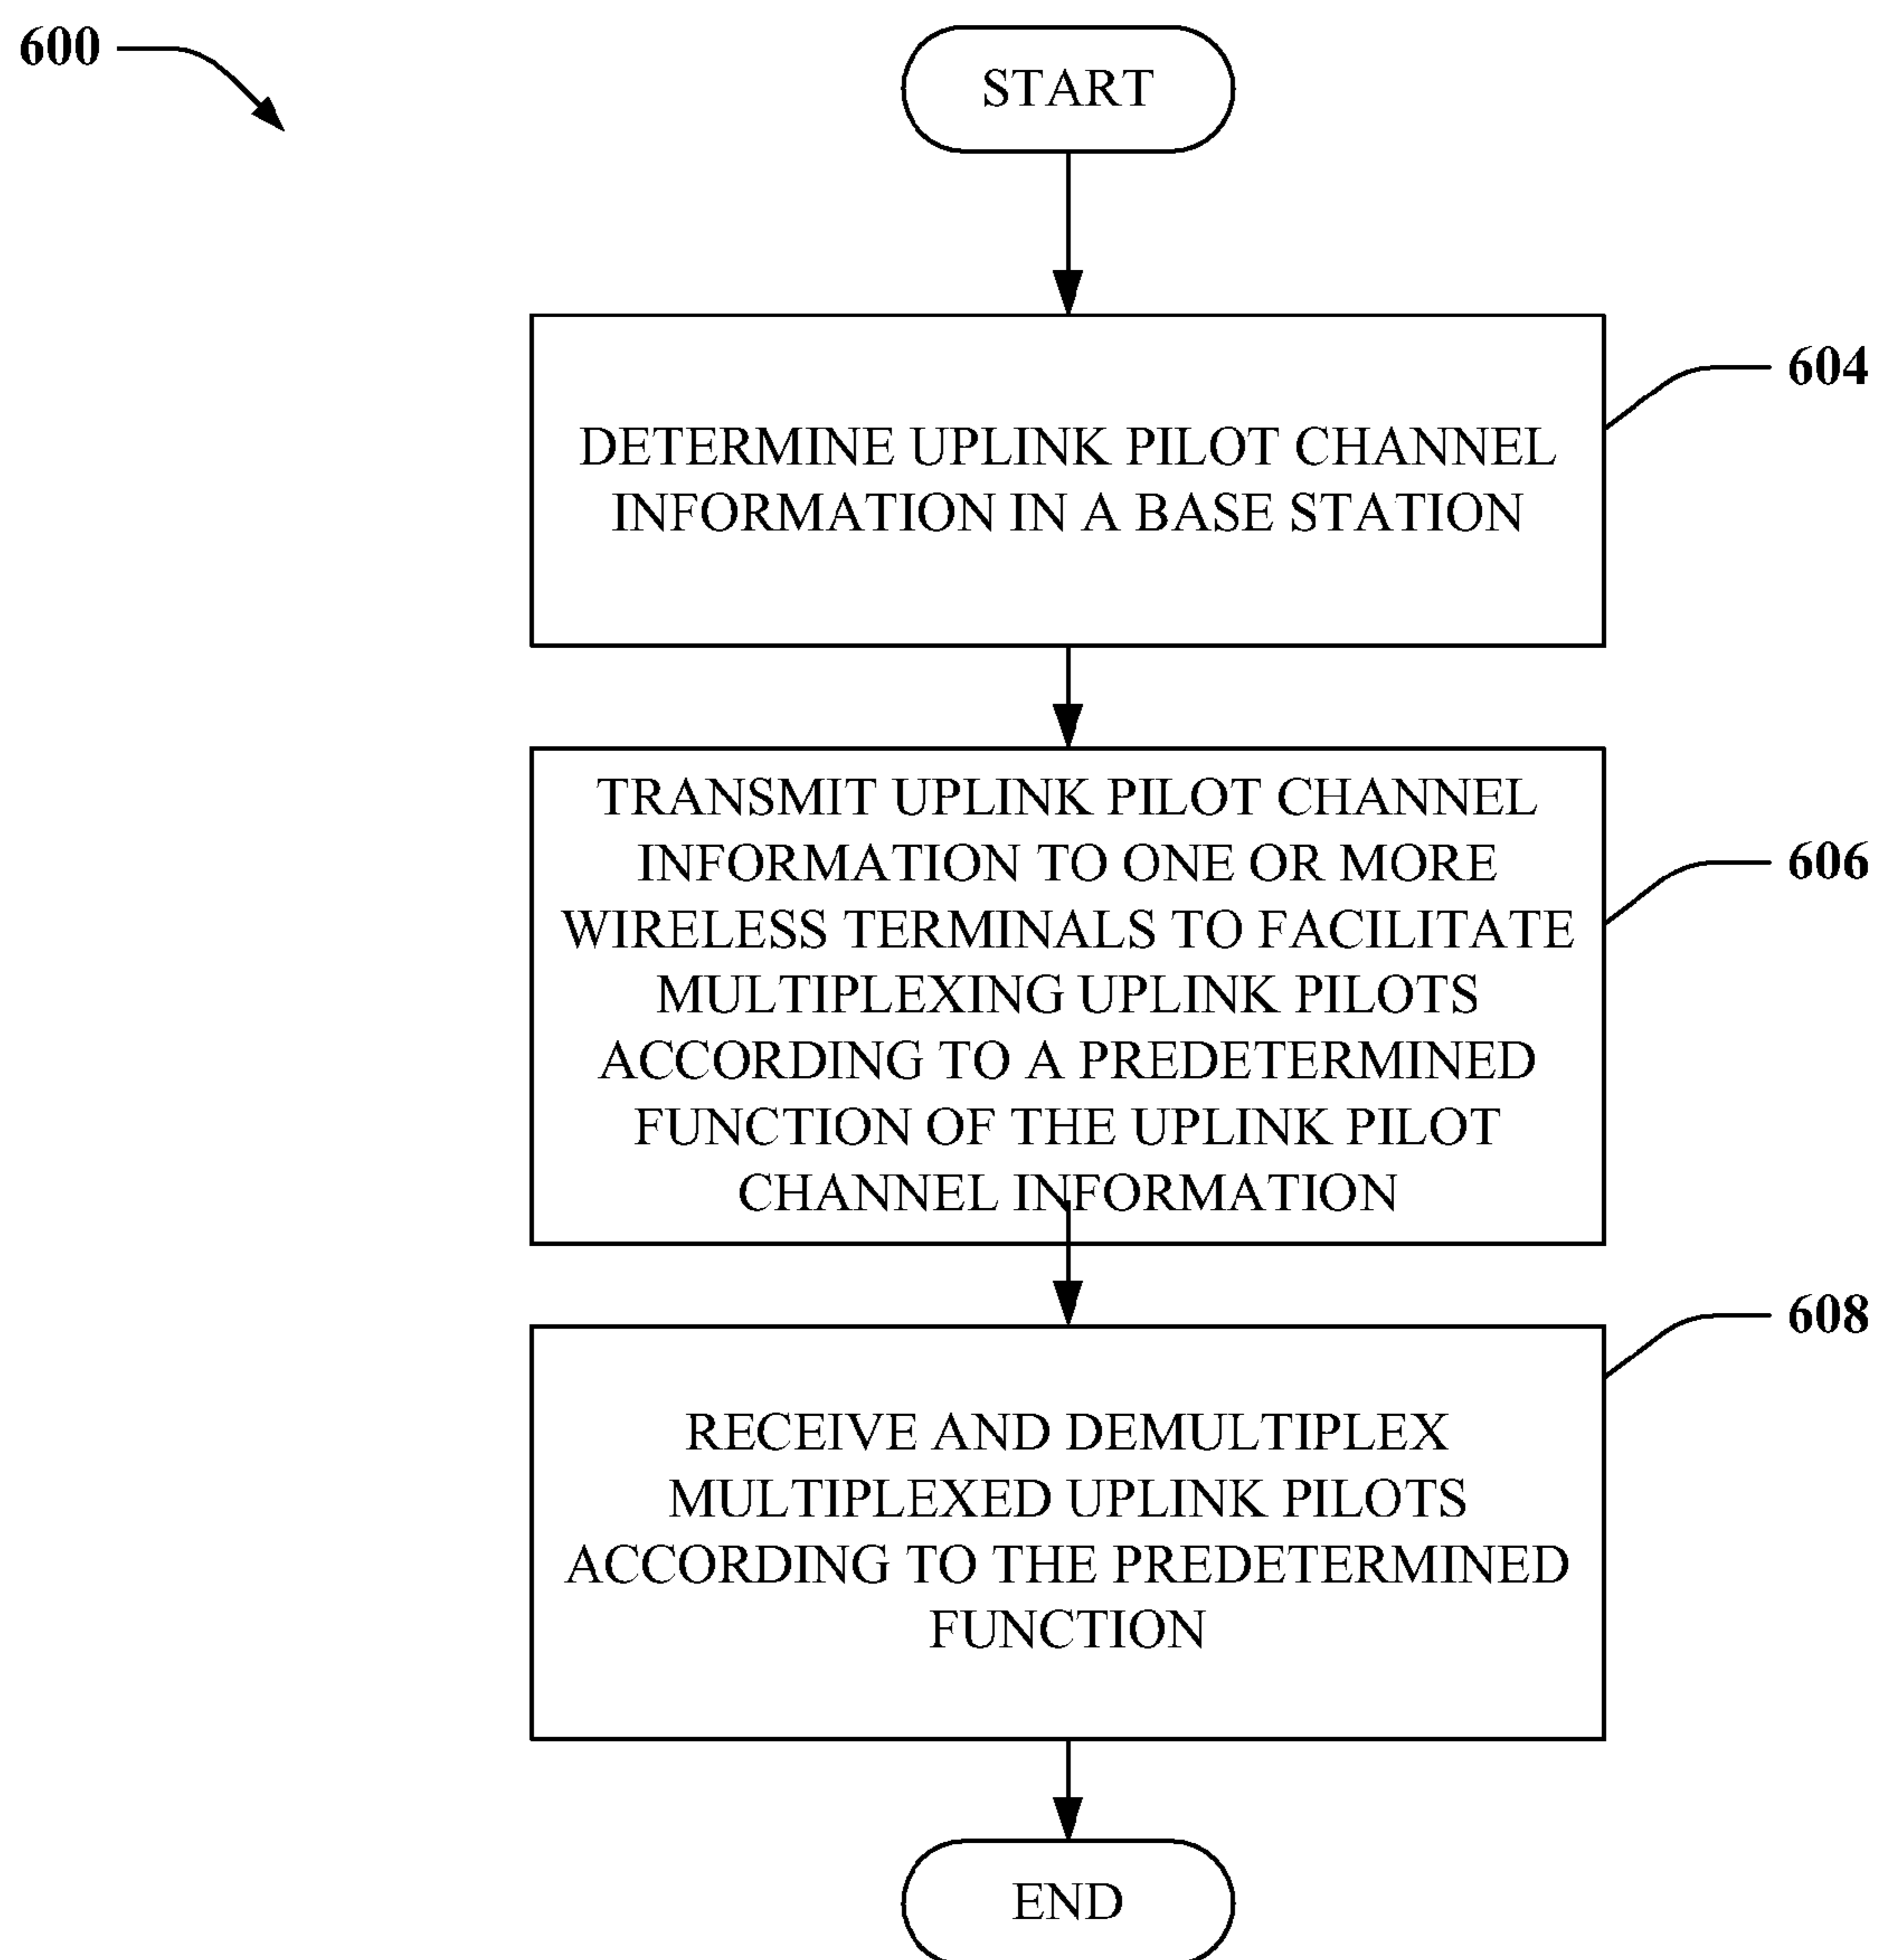 600
START
604
DETERMINE UPLINK PILOT CHANNEL
INFORMATION IN A BASE STATION
TRANSMIT UPLINK PILOT CHANNEL
INFORMATION TO ONE OR MORE
606
WIRELESS TERMINALS TO FACILITATE
MULTIPLEXING UPLINK PILOTS
ACCORDING TO A PREDETERMINED
FUNCTION OF THE UPLINK PILOT
CHANNEL INFORMATION
608
RECEIVE AND DEMULTIPLEX
MULTIPLEXED UPLINK PILOTS
ACCORDING TO THE PREDETERMINED
FUNCTION
END